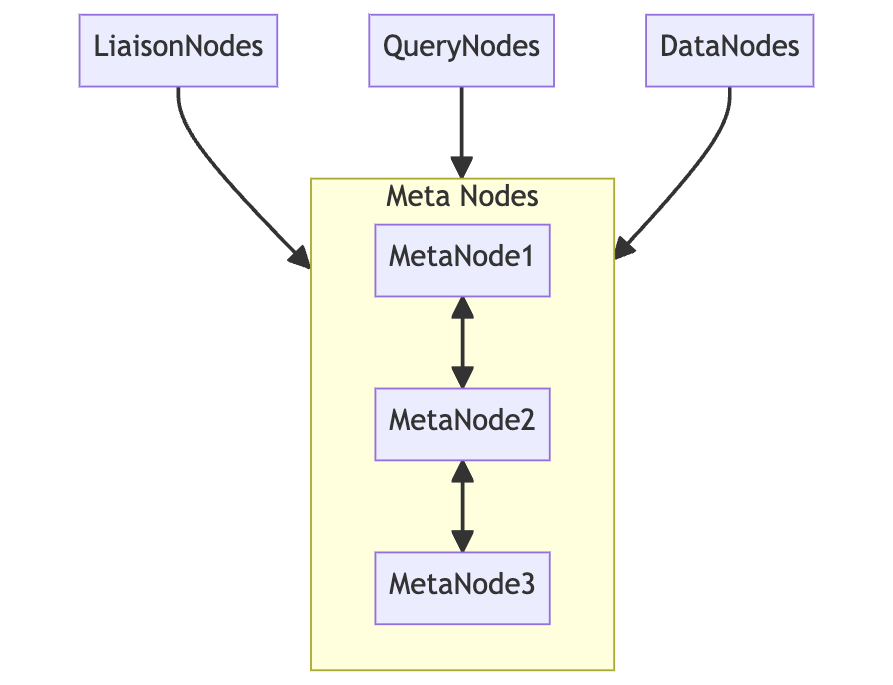 LiaisonNodes
QueryNodes
DataNodes
Meta Nodes
MetaNode1
MetaNode2
MetaNode3